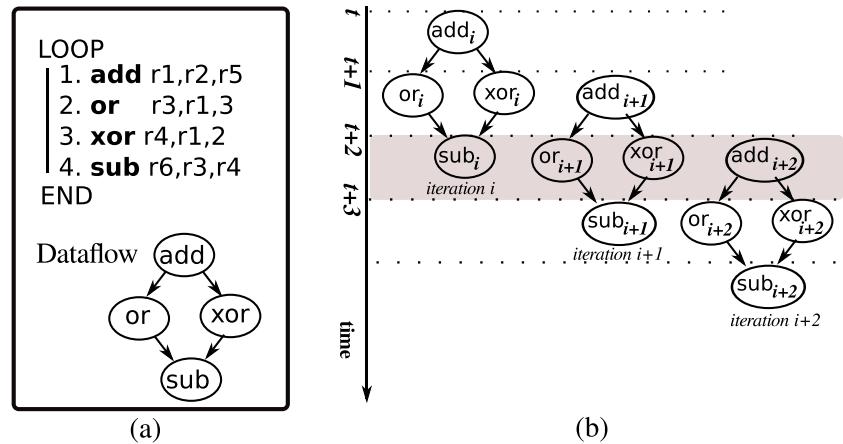 LOOP
1. add r1,r2,r5
2. or r3,r1,3
3. xor r4,r1,2
4. sub r6,r3,r4
END
Dataflow
add
or xor
sub
(a)
t
t+1
t+2
t+3
time
addi
ori xori addi+1
subi ori+1 xori+1 addi+2
iteration i
subi+1 ori+2 xori+2
iteration i+1
subi+2
iteration i+2
(b)